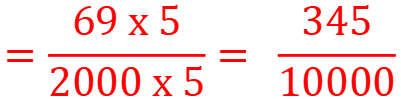 = 69 x 5 / 2000 x 5 = 345 / 10000